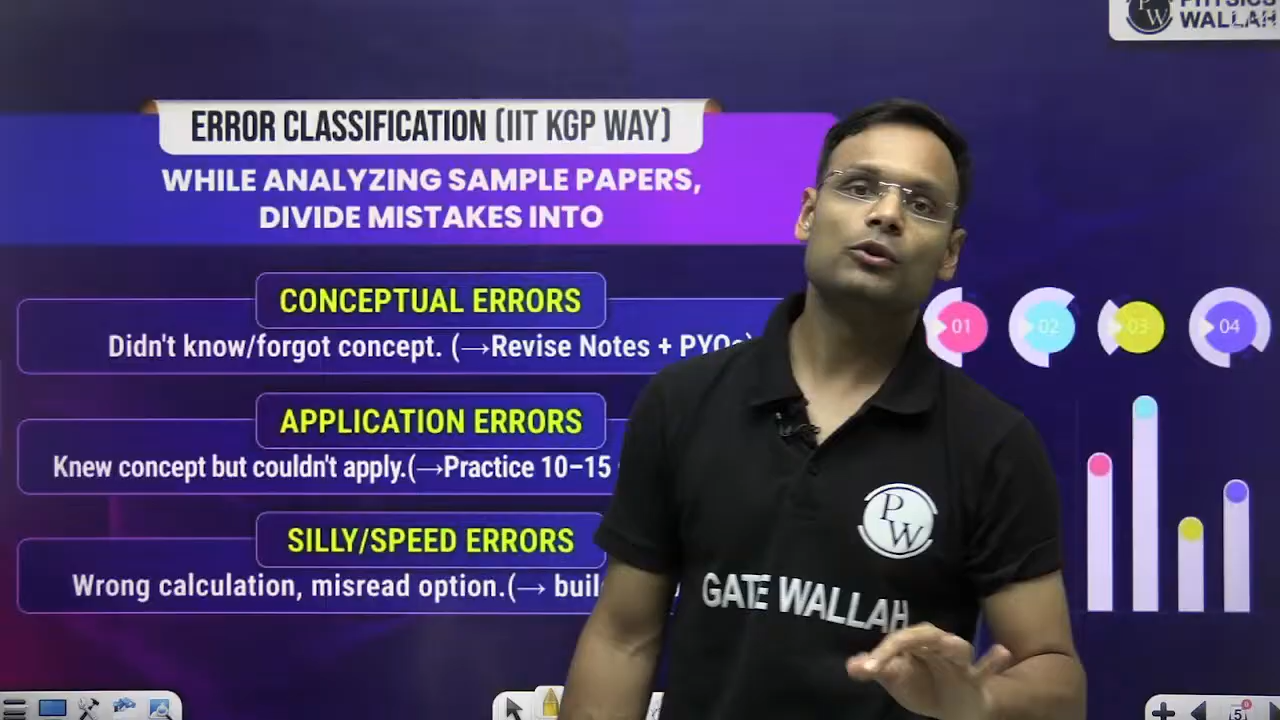 PHYSICS
WALLAH
ERROR CLASSIFICATION (IIT KGP WAY)
WHILE ANALYZING SAMPLE PAPERS,
DIVIDE MISTAKES INTO
CONCEPTUAL ERRORS
Didn't know/forgot concept. (→Revise Notes + PYQs)
APPLICATION ERRORS
Knew concept but couldn't apply.(→Practice 10–15
SILLY/SPEED ERRORS
Wrong calculation, misread option.(→
01
02
03
04
PW
GATE WALLAH
5